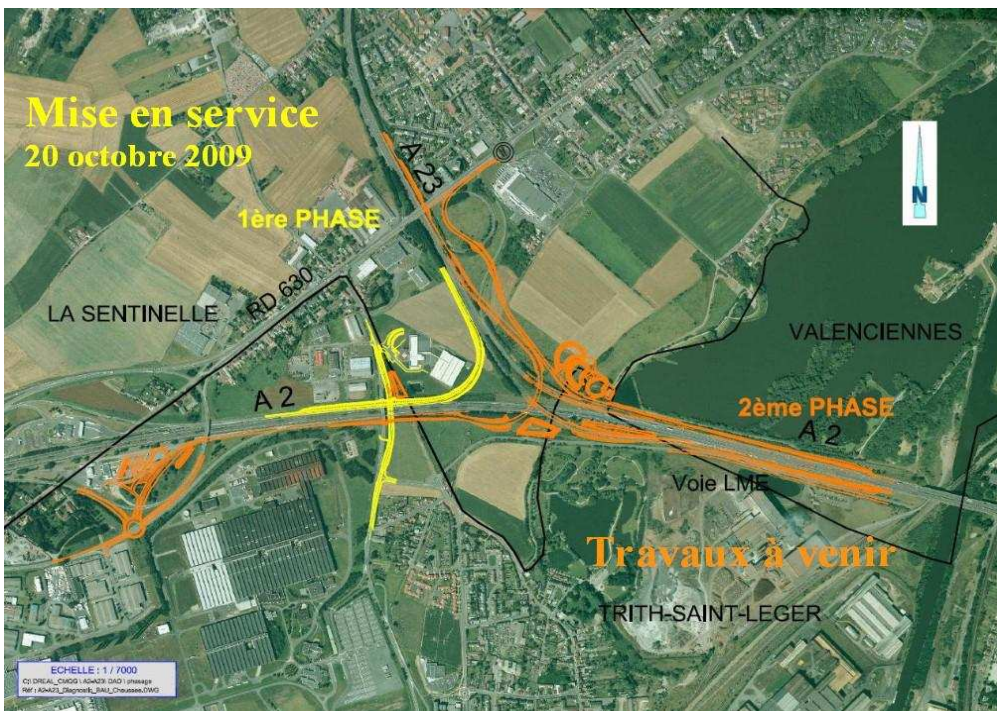 Mise en service
20 octobre 2009
A 23
1ère PHASE
N
RD 630
LA SENTINELLE
VALENCIENNES
A 2
2ème PHASE
A 2
Voie LME
Travaux à venir
TRITH-SAINT-LEGER
ECHELLE : 1 / 7000